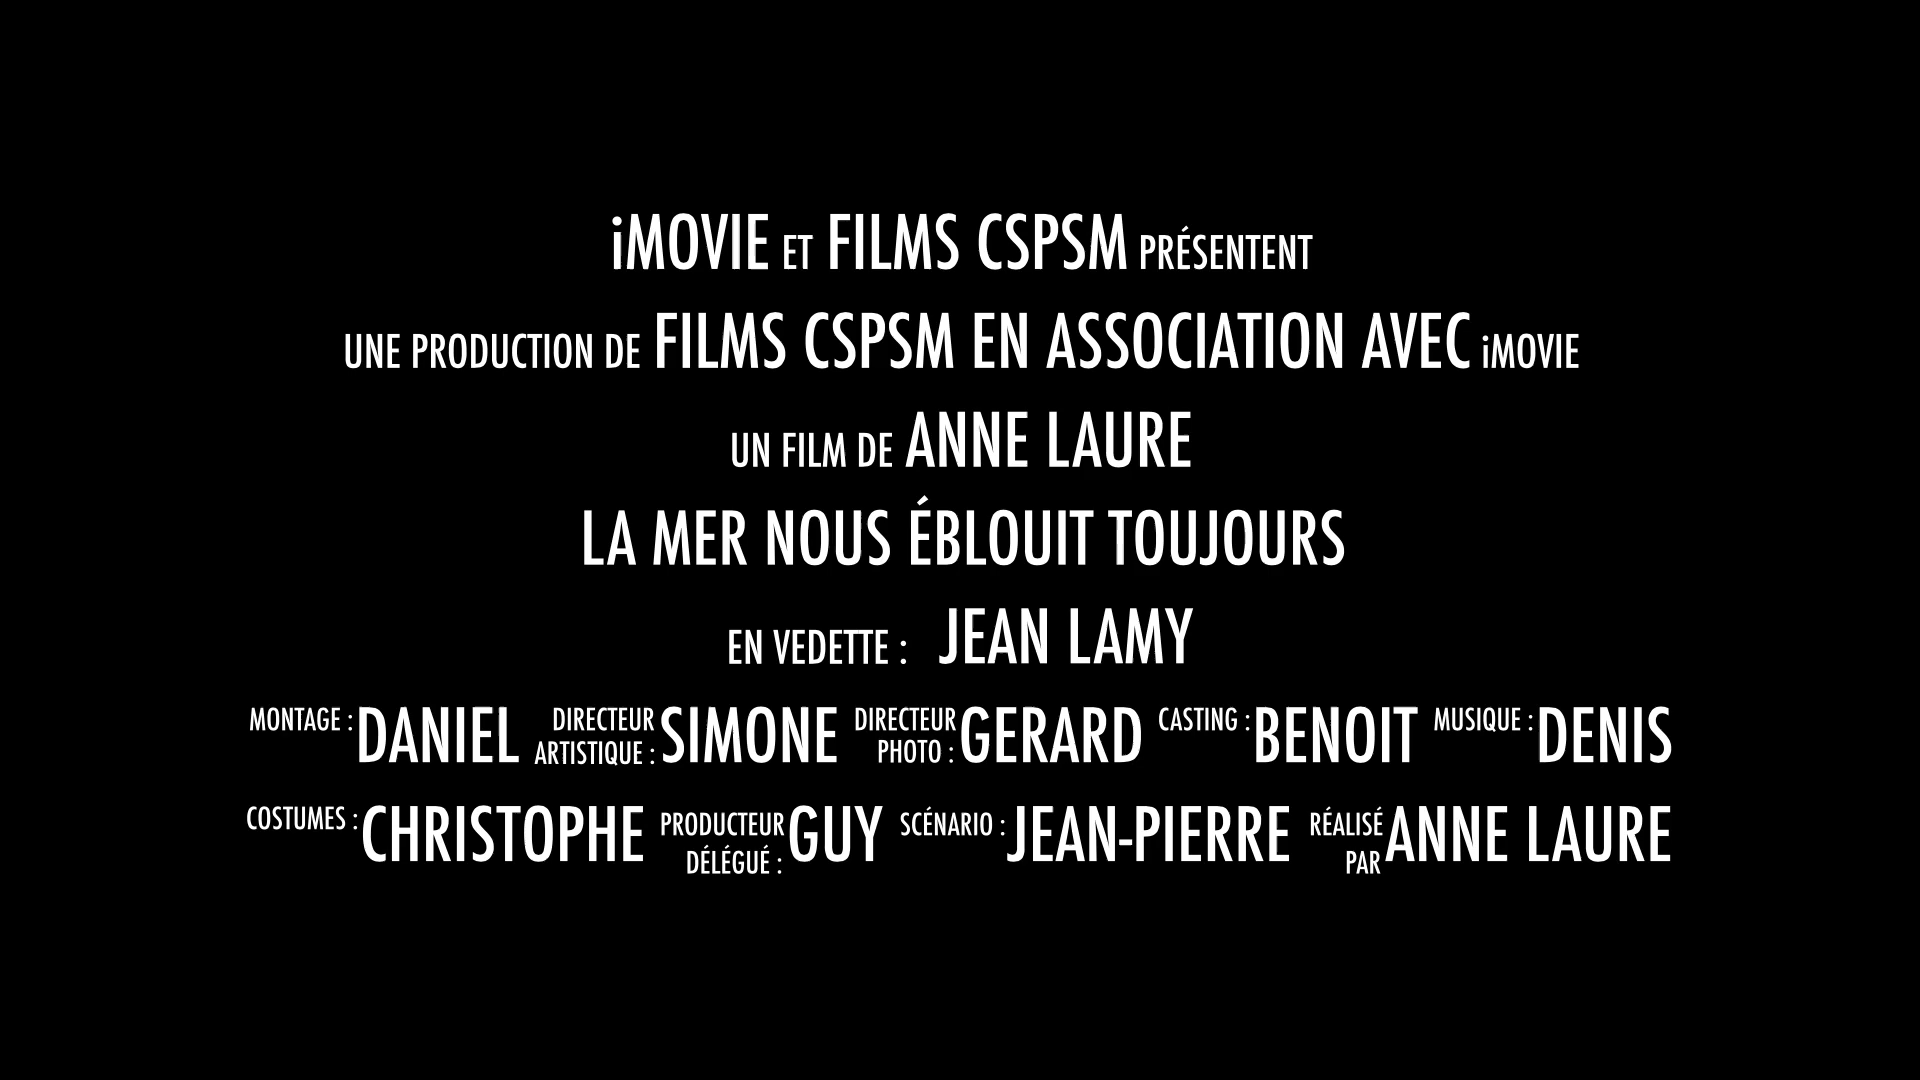 iMOVIE ET FILMS CSPSM PRÉSENTENT
UNE PRODUCTION DE FILMS CSPSM EN ASSOCIATION AVEC iMOVIE
UN FILM DE ANNE LAURE
LA MER NOUS ÉBLOUIT TOUJOURS
EN VEDETTE : JEAN LAMY
MONTAGE : DANIEL DIRECTEUR ARTISTIQUE : SIMONE DIRECTEUR PHOTO : GERARD CASTING : BENOIT MUSIQUE : DENIS
COSTUMES : CHRISTOPHE PRODUCTEUR DÉLÉGUÉ : GUY SCÉNARIO : JEAN-PIERRE RÉALISÉ PAR ANNE LAURE